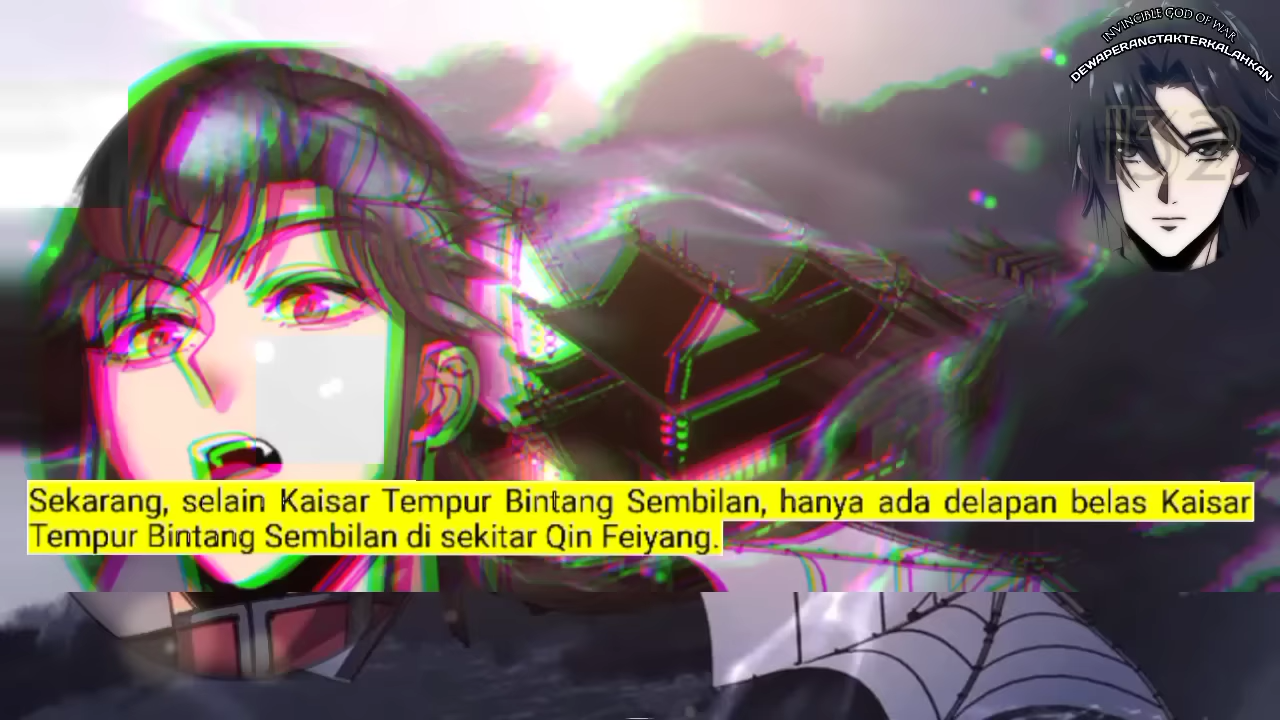 INVINCIBLE GOD OF WAR
DEWAPERANGTAKTERKALAHKAN
Sekarang, selain Kaisar Tempur Bintang Sembilan, hanya ada delapan belas Kaisar
Tempur Bintang Sembilan di sekitar Qin Feiyang.